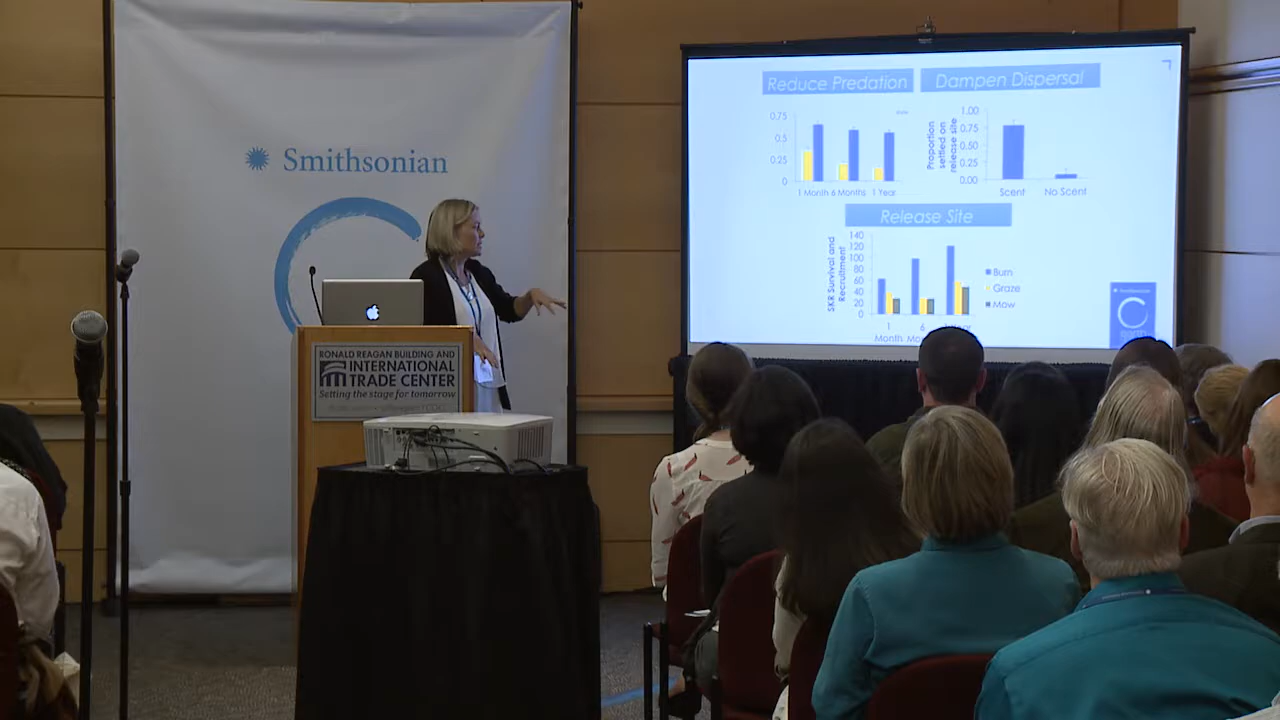 Smithsonian
RONALD REAGAN BUILDING AND
INTERNATIONAL
TRADE CENTER
Setting the stage for tomorrow
Reduce Predation
Dampen Dispersal
0.75
0.5
0.25
0
1 Month 6 Months 1 Year
Proportion
settled on
release site
1.00
0.75
0.50
0.25
0.00
Scent No Scent
Release Site
SKR Survival and
Recruitment
140
120
100
80
60
40
20
0
1
Month
6
Burn
Graze
Mow
Smithsonian